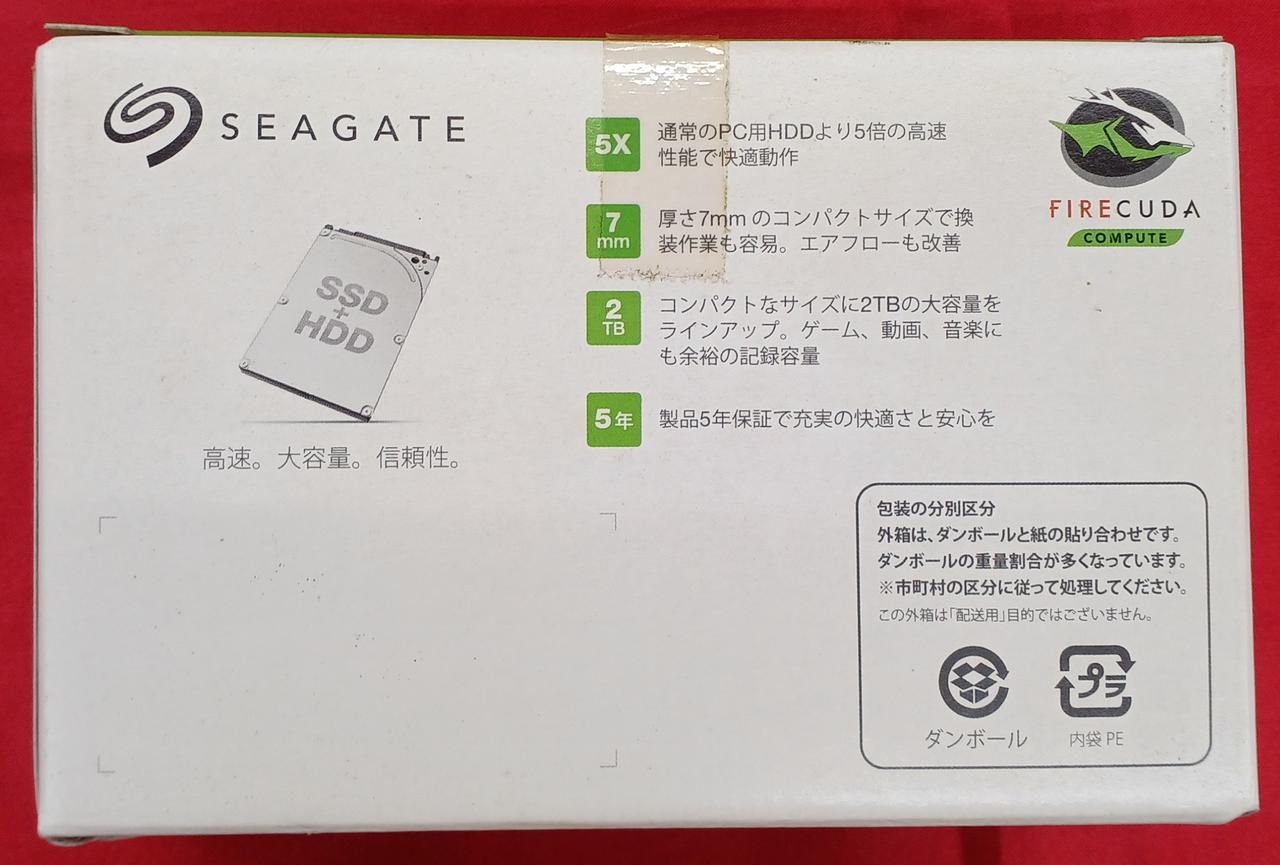 SEAGATE
SSD
+
HDD
高速。大容量。信頼性。
5X
通常のPC用HDDより5倍の高速
性能で快適動作
7
mm
厚さ7mm のコンパクトサイズで換
装作業も容易。エアフローも改善
2
TB
コンパクトなサイズに2TBの大容量を
ラインアップ。ゲーム、動画、音楽に
も余裕の記録容量
5年
製品5年保証で充実の快適さと安心を
FIRECUDA
COMPUTE
包装の分別区分
外箱は、ダンボールと紙の貼り合わせです。
ダンボールの重量割合が多くなっています。
※市町村の区分に従って処理してください。
この外箱は「配送用」目的ではございません。
プラ
ダンボール
内袋 PE